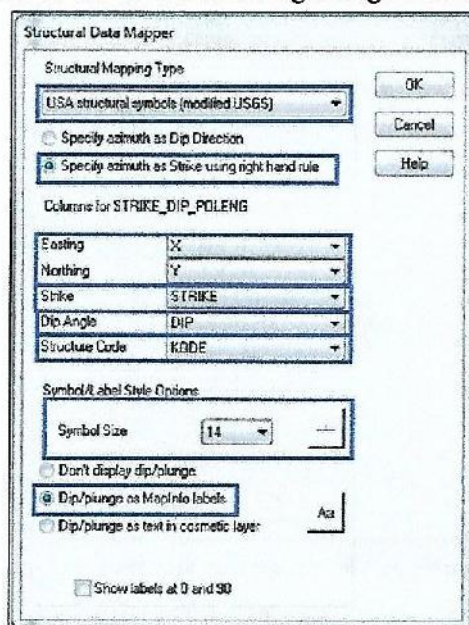 Structural Data Mapper
Structural Mapping Type
USA structural symbols (modified USGS)
Specify azimuth as Dip Direction
Specify azimuth as Strike using right hand rule
Columns for STRIKE_DIP_POLENG
Easting X
Northing Y
Strike STRIKE
Dip Angle DIP
Structure Code KODE
Symbol/Label Style Options
Symbol Size 14
Don't display dip/plunge
Dip/plunge as MapInfo labels
Dip/plunge as text in cosmetic layer
Aa
Show labels at 0 and 90
OK
Cancel
Help